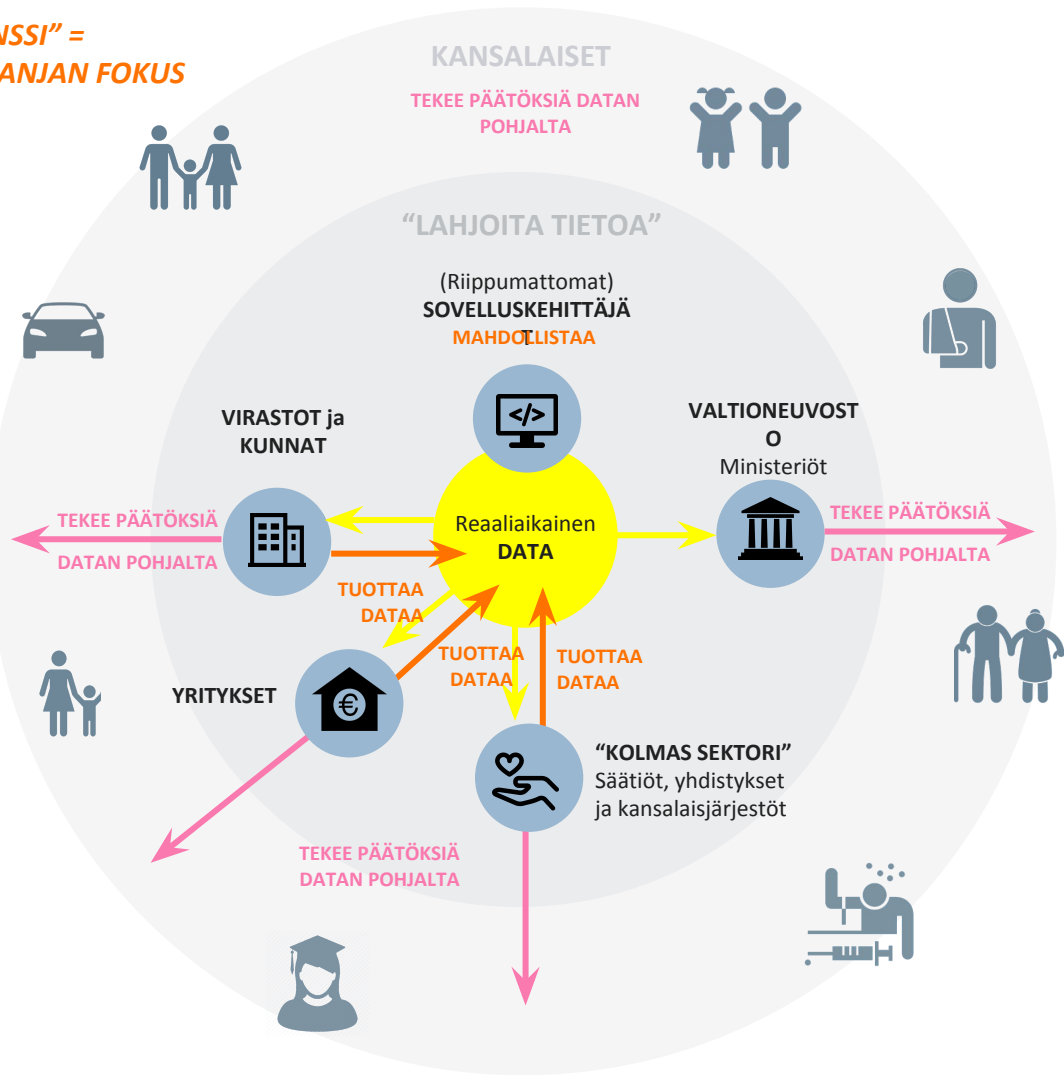 NSSI” =
ANJAN FOKUS
KANSALAISET
TEKEE PÄÄTÖKSIÄ DATAN
POHJALTA
“LAHJOITA TIETOA”
(Riippumattomat)
SOVELLUSKEHITTÄJÄ
T
MAHDOLLISTAA
</>
VIRASTOT ja
KUNNAT
VALTIONEUVOST
O
Ministeriöt
Reaaliaikainen
DATA
TEKEE PÄÄTÖKSIÄ
DATAN POHJALTA
TEKEE PÄÄTÖKSIÄ
DATAN POHJALTA
TUOTTAA
DATAA
TUOTTAA
DATAA
TUOTTAA
DATAA
YRITYKSET
€
“KOLMAS SEKTORI”
Säätiöt, yhdistykset
ja kansalaisjärjestöt
TEKEE PÄÄTÖKSIÄ
DATAN POHJALTA